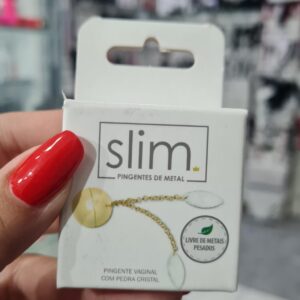 slim.
PINGENTES DE METAL
LIVRE DE METAIS
PESADOS
PINGENTE VAGINAL
COM PEDRA CRISTAL